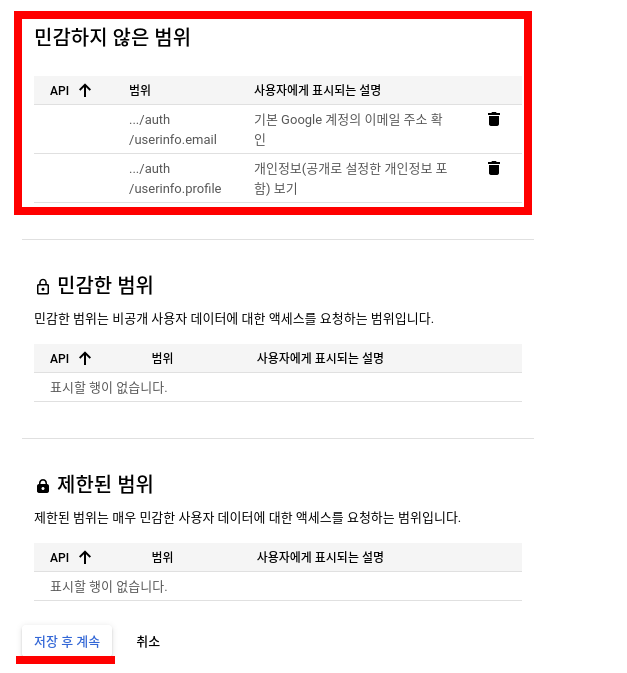 민감하지 않은 범위
API 범위 사용자에게 표시되는 설명
.../auth 기본 Google 계정의 이메일 주소 확
/userinfo.email 인
.../auth 개인정보(공개로 설정한 개인정보 포
/userinfo.profile 함) 보기
민감한 범위
민감한 범위는 비공개 사용자 데이터에 대한 액세스를 요청하는 범위입니다.
API 범위 사용자에게 표시되는 설명
표시할 행이 없습니다.
제한된 범위
제한된 범위는 매우 민감한 사용자 데이터에 대한 액세스를 요청하는 범위입니다.
API 범위 사용자에게 표시되는 설명
표시할 행이 없습니다.
저장 후 계속 취소